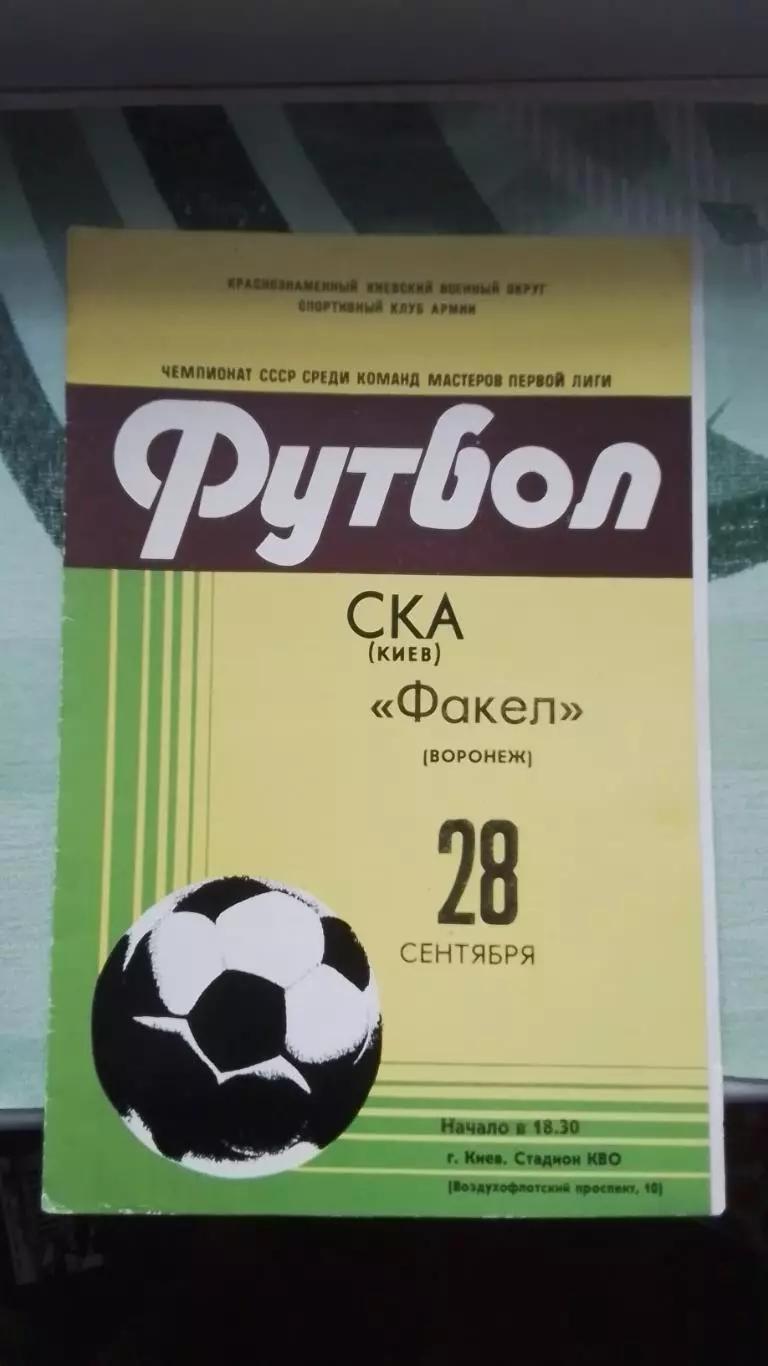 КРАСНОЗНАМЕННЫЙ КИЕВСКИЙ ВОЕННЫЙ ОКРУГ
СПОРТИВНЫЙ КЛУБ АРМИИ
ЧЕМПИОНАТ СССР СРЕДИ КОМАНД МАСТЕРОВ ПЕРВОЙ ЛИГИ
Футбол
СКА
(КИЕВ)
«Факел»
(ВОРОНЕЖ)
28
СЕНТЯБРЯ
Начало в 18.30
г. Киев. Стадион КВО
(Воздухофлотский проспект, 10)